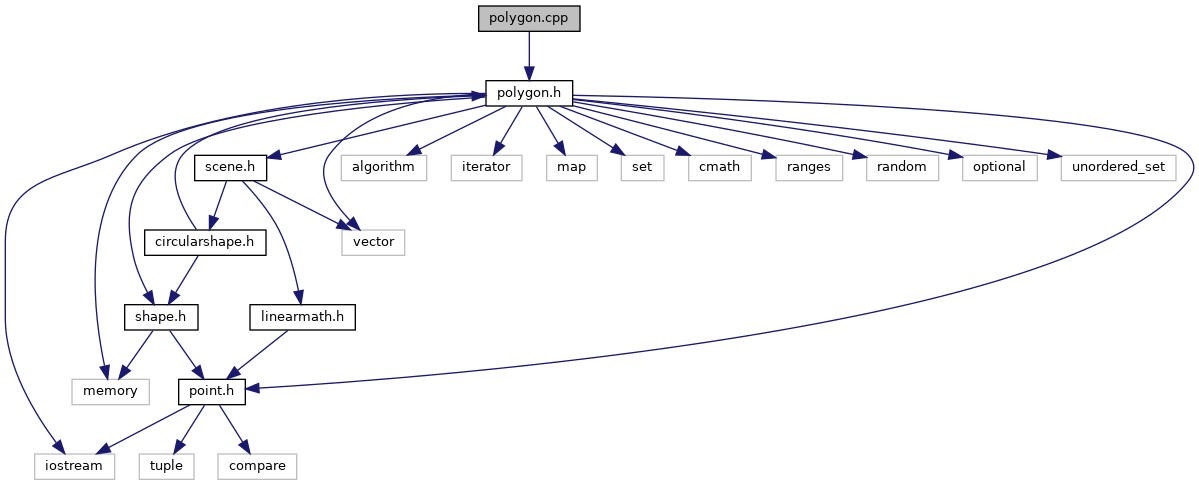 polygon.cpp
polygon.h
scene.h
algorithm
iterator
map
set
cmath
ranges
random
optional
unordered_set
circularshape.h
vector
shape.h
linearmath.h
memory
point.h
iostream
tuple
compare